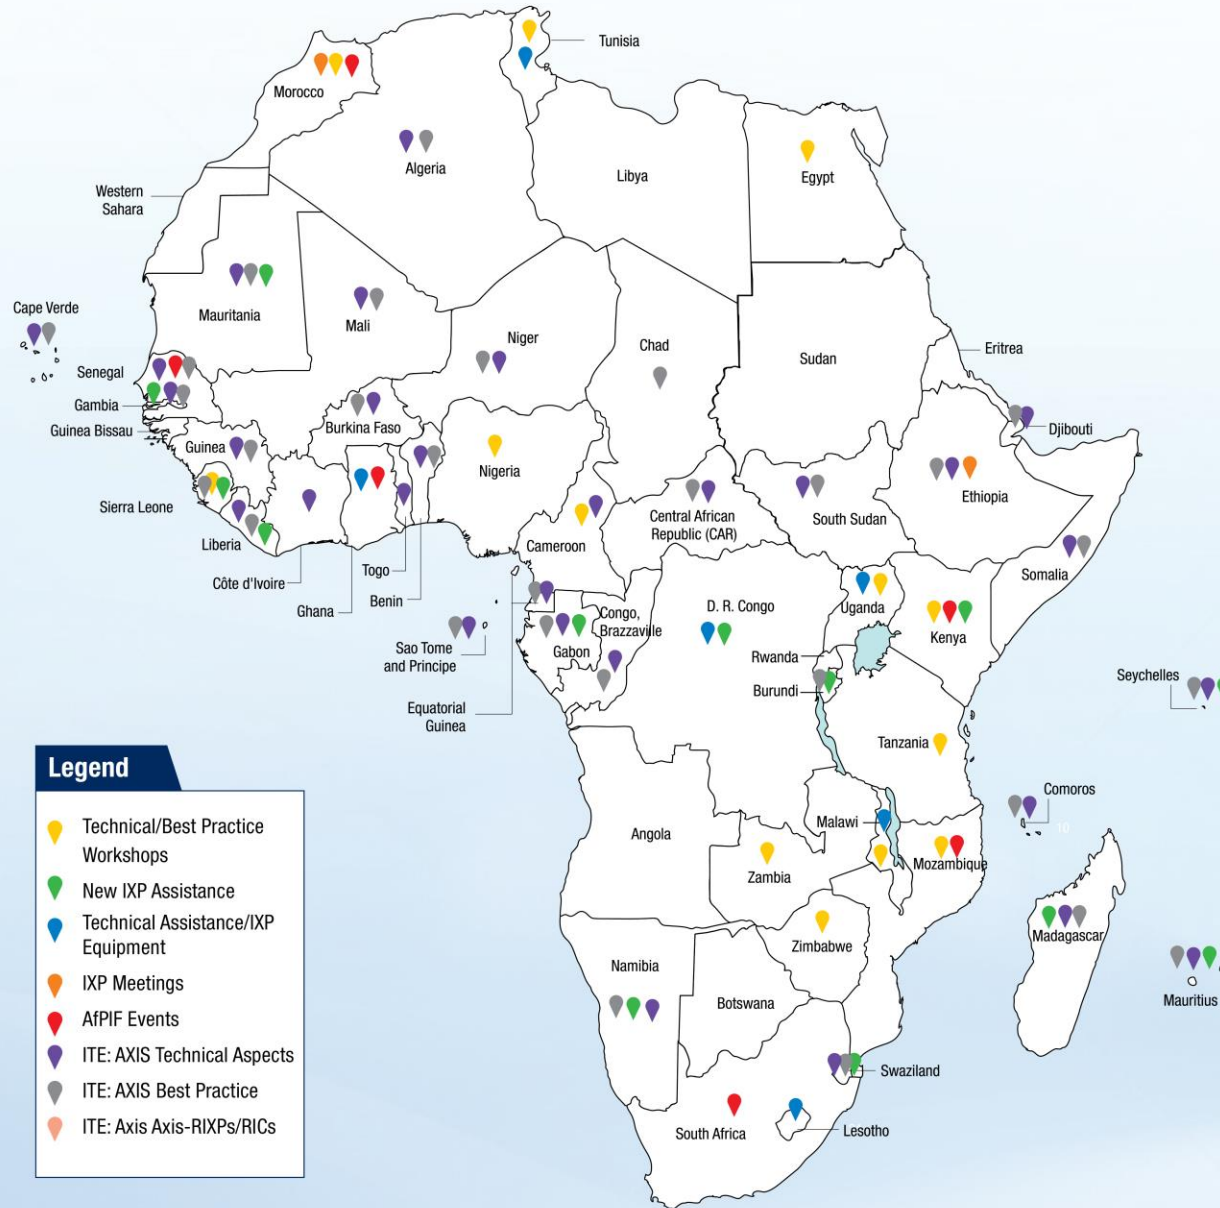 Tunisia
Morocco
Algeria
Libya
Egypt
Western
Sahara
Cape Verde
Mauritania
Mali
Niger
Chad
Sudan
Eritrea
Senegal
Gambia
Guinea Bissau
Guinea
Burkina Faso
Nigeria
Djibouti
Ethiopia
Sierra Leone
Liberia
Central African
Republic (CAR)
South Sudan
Cameroon
Somalia
Côte d'Ivoire
Togo
Benin
Ghana
Uganda
Kenya
D. R. Congo
Congo,
Brazzaville
Gabon
Sao Tome
and Principe
Rwanda
Burundi
Seychelles
Equatorial
Guinea
Tanzania
Comoros
10
Malawi
Angola
Mozambique
Zambia
Zimbabwe
Madagascar
Namibia
Botswana
Mauritius
Swaziland
South Africa
Lesotho
Legend
Technical/Best Practice
Workshops
New IXP Assistance
Technical Assistance/IXP
Equipment
IXP Meetings
AfPIF Events
ITE: AXIS Technical Aspects
ITE: AXIS Best Practice
ITE: Axis Axis-RIXPs/RICs